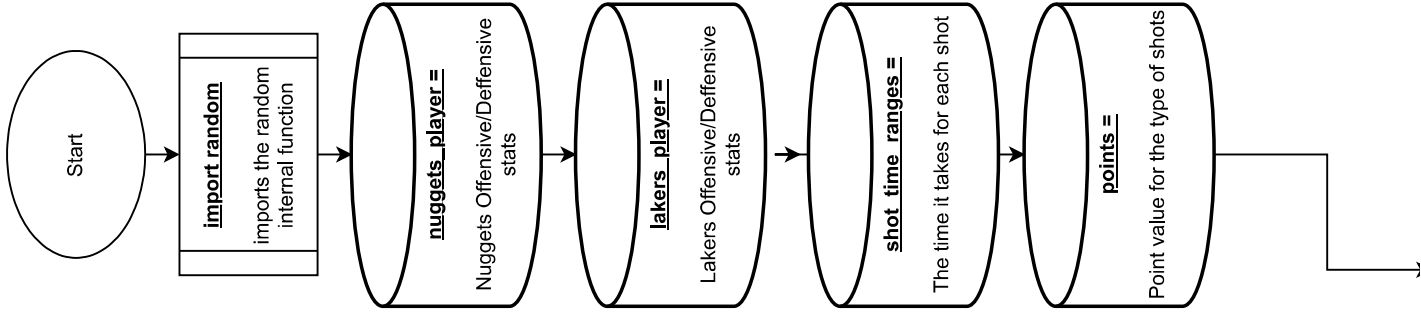 Start
import random
imports the random
internal function
nuggets_player =
Nuggets Offensive/Deffensive
stats
lakers_player =
Lakers Offensive/Deffensive
stats
shot_time_ranges =
The time it takes for each shot
points =
Point value for the type of shots